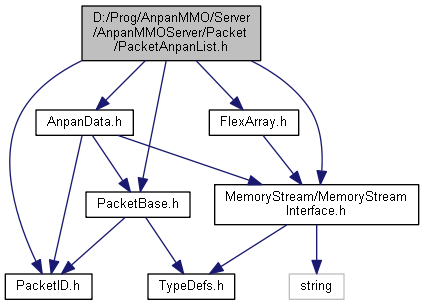 D:/Prog/AnpanMMO/Server
/AnpanMMOServer/Packet
/PacketAnpanList.h
AnpanData.h
FlexArray.h
PacketBase.h
MemoryStream/MemoryStream
Interface.h
PacketID.h
TypeDefs.h
string